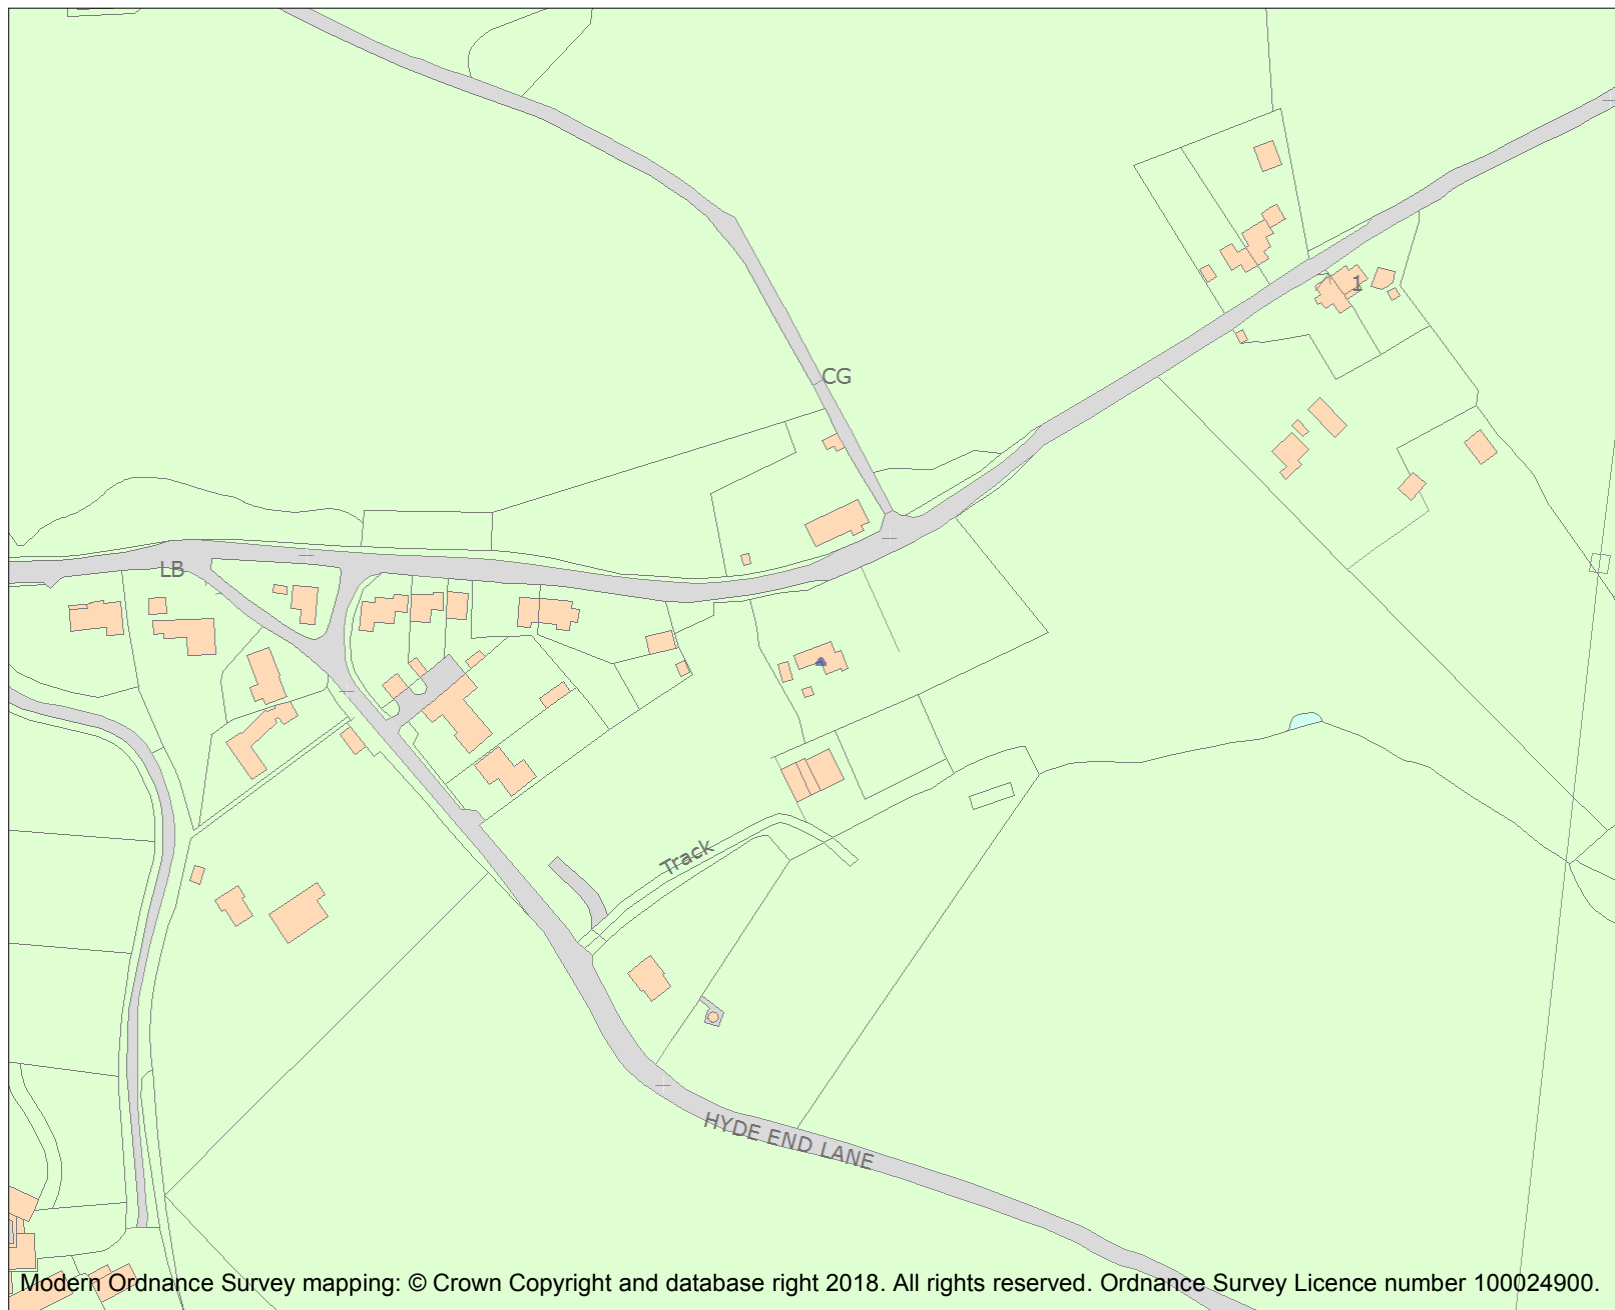 1
CG
LB
Track
HYDE END LANE
Modern Ordnance Survey mapping: © Crown Copyright and database right 2018. All rights reserved. Ordnance Survey Licence number 100024900.